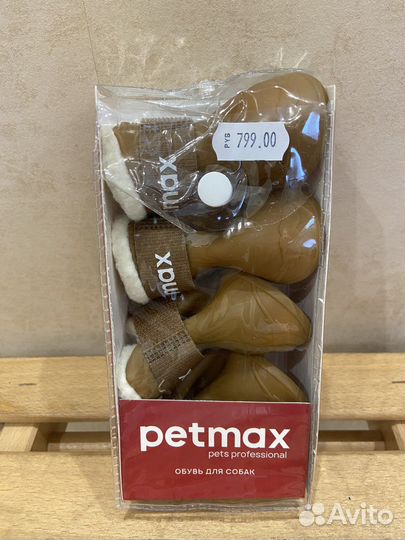 РУБ 799.00
petmax
petmax
petmax
pets professional
ОБУВЬ ДЛЯ СОБАК
Avito